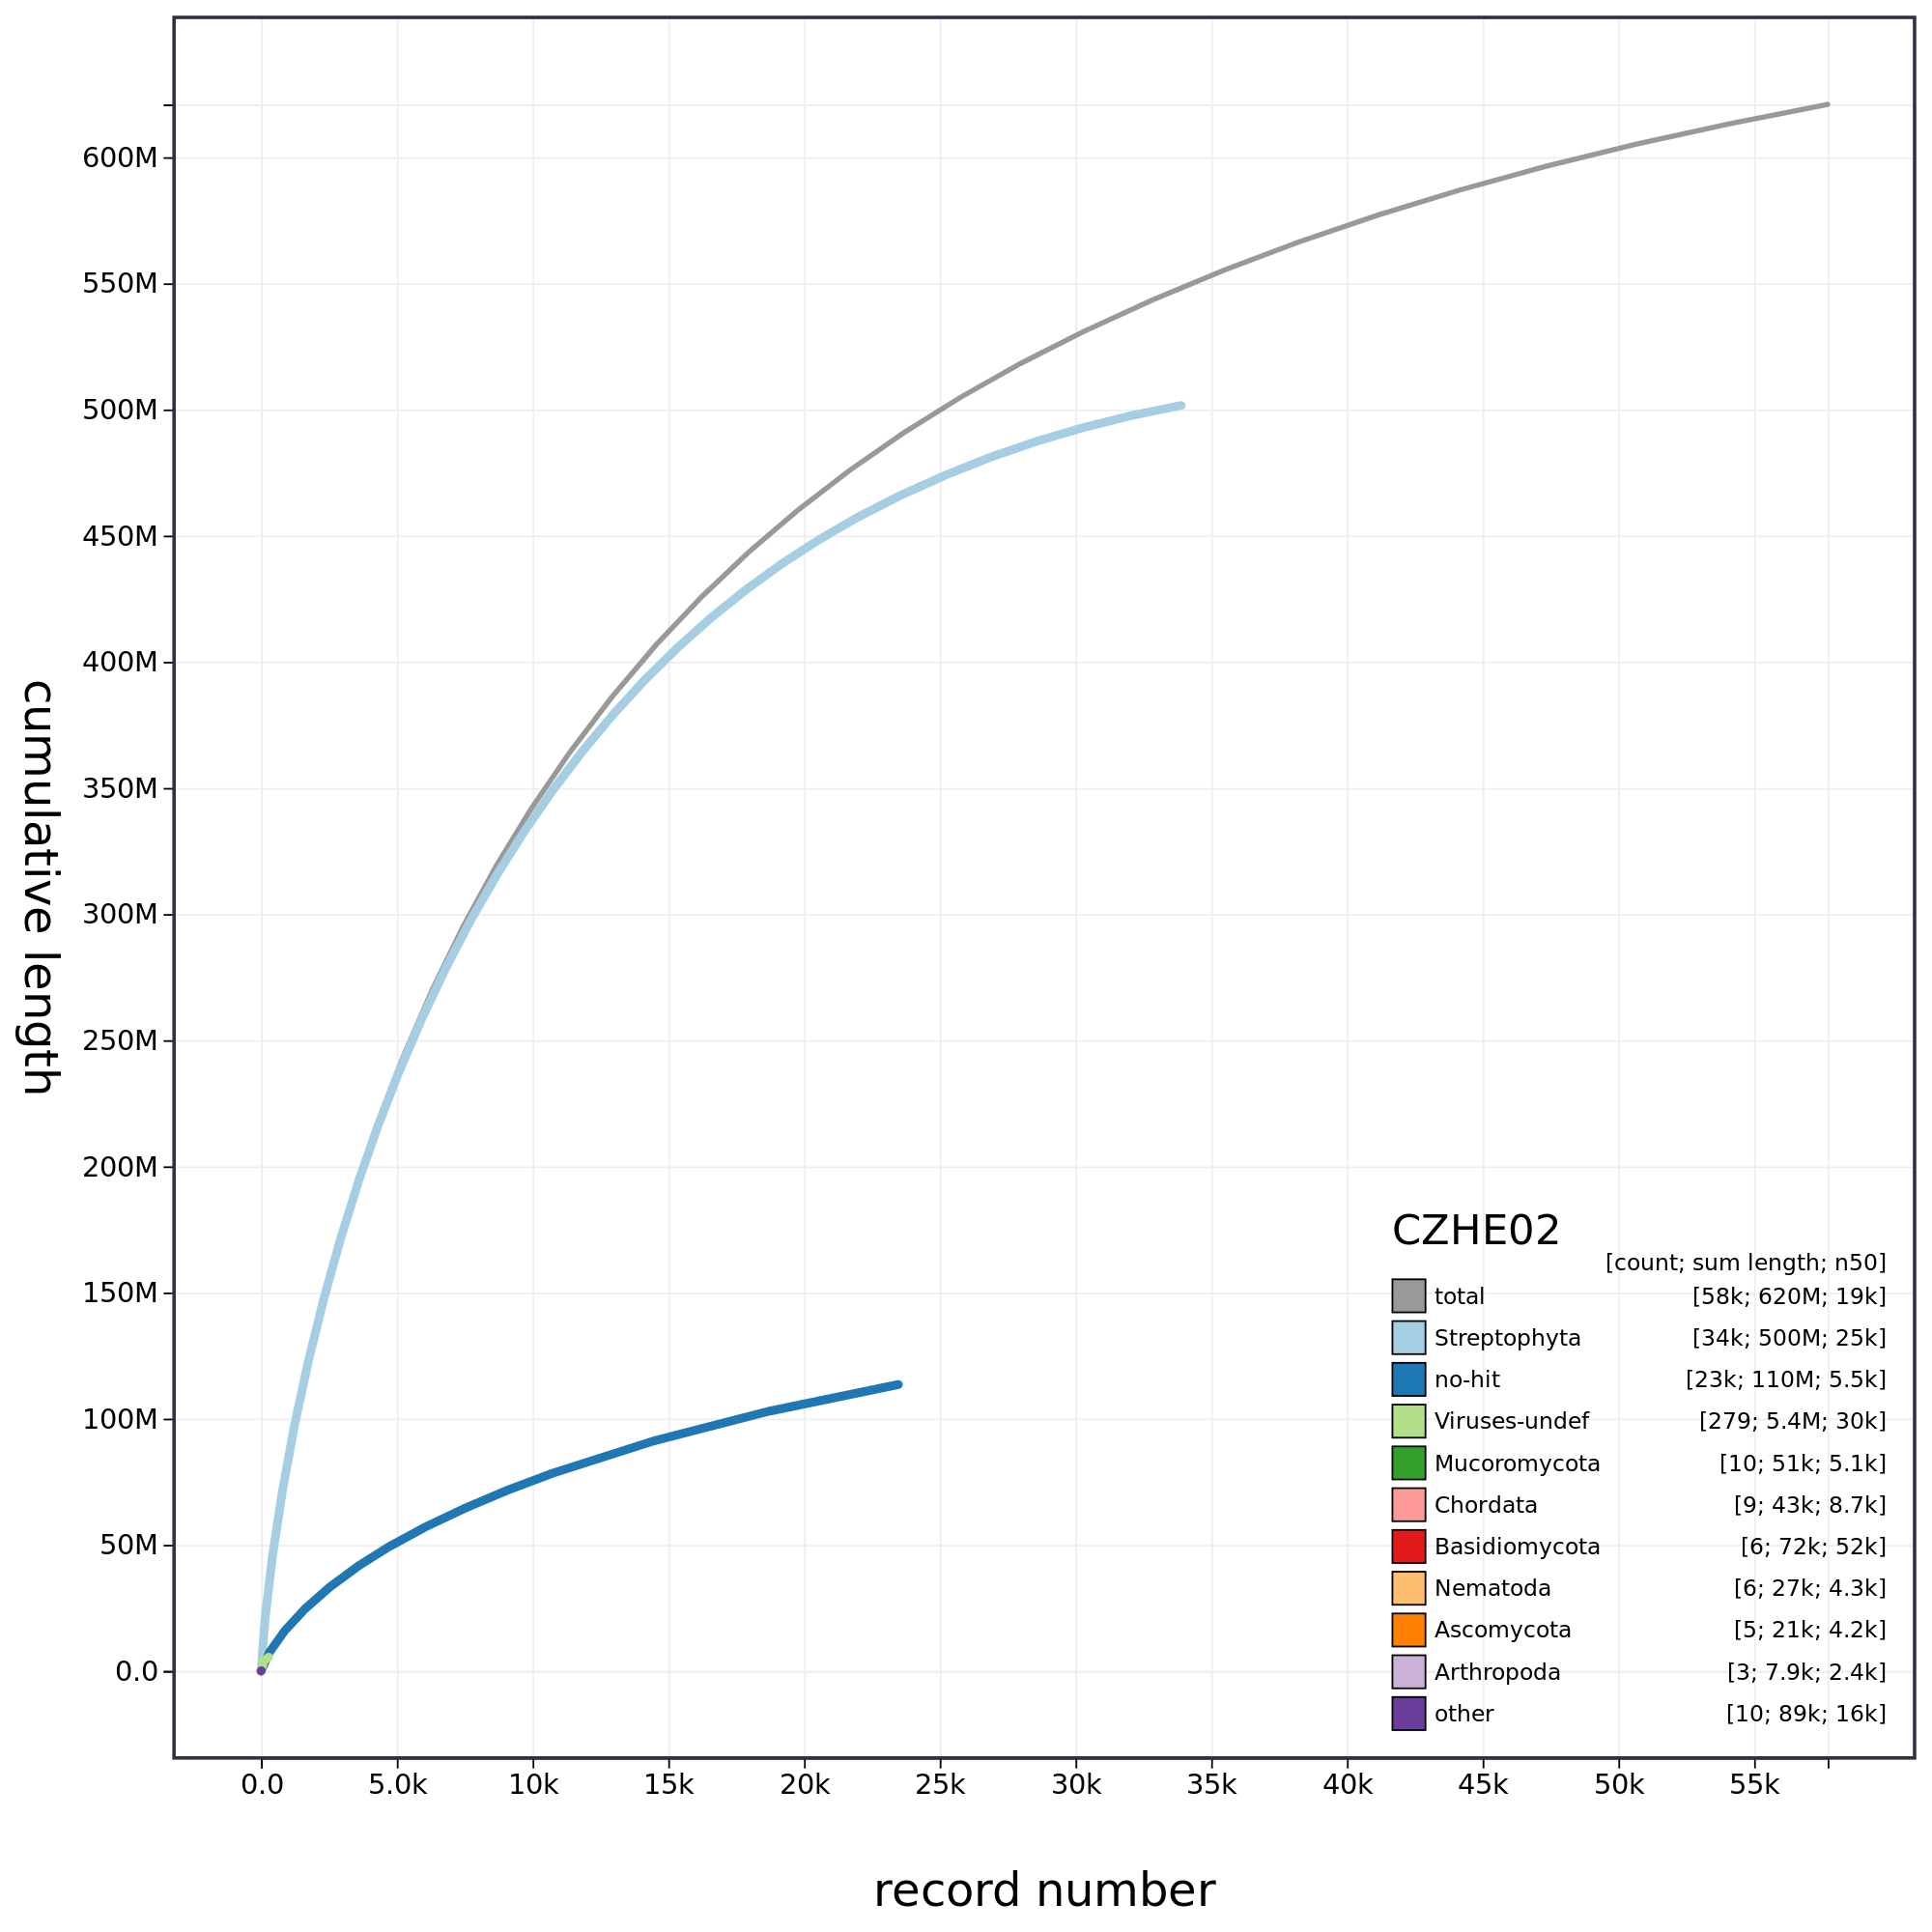 cumulative length
600M
550M
500M
450M
400M
350M
300M
250M
200M
150M
100M
50M
0.0
CZHE02
[count; sum length; n50]
total [58k; 620M; 19k]
Streptophyta [34k; 500M; 25k]
no-hit [23k; 110M; 5.5k]
Viruses-undef [279; 5.4M; 30k]
Mucoromycota [10; 51k; 5.1k]
Chordata [9; 43k; 8.7k]
Basidiomycota [6; 72k; 52k]
Nematoda [6; 27k; 4.3k]
Ascomycota [5; 21k; 4.2k]
Arthropoda [3; 7.9k; 2.4k]
other [10; 89k; 16k]
0.0 5.0k 10k 15k 20k 25k 30k 35k 40k 45k 50k 55k
record number